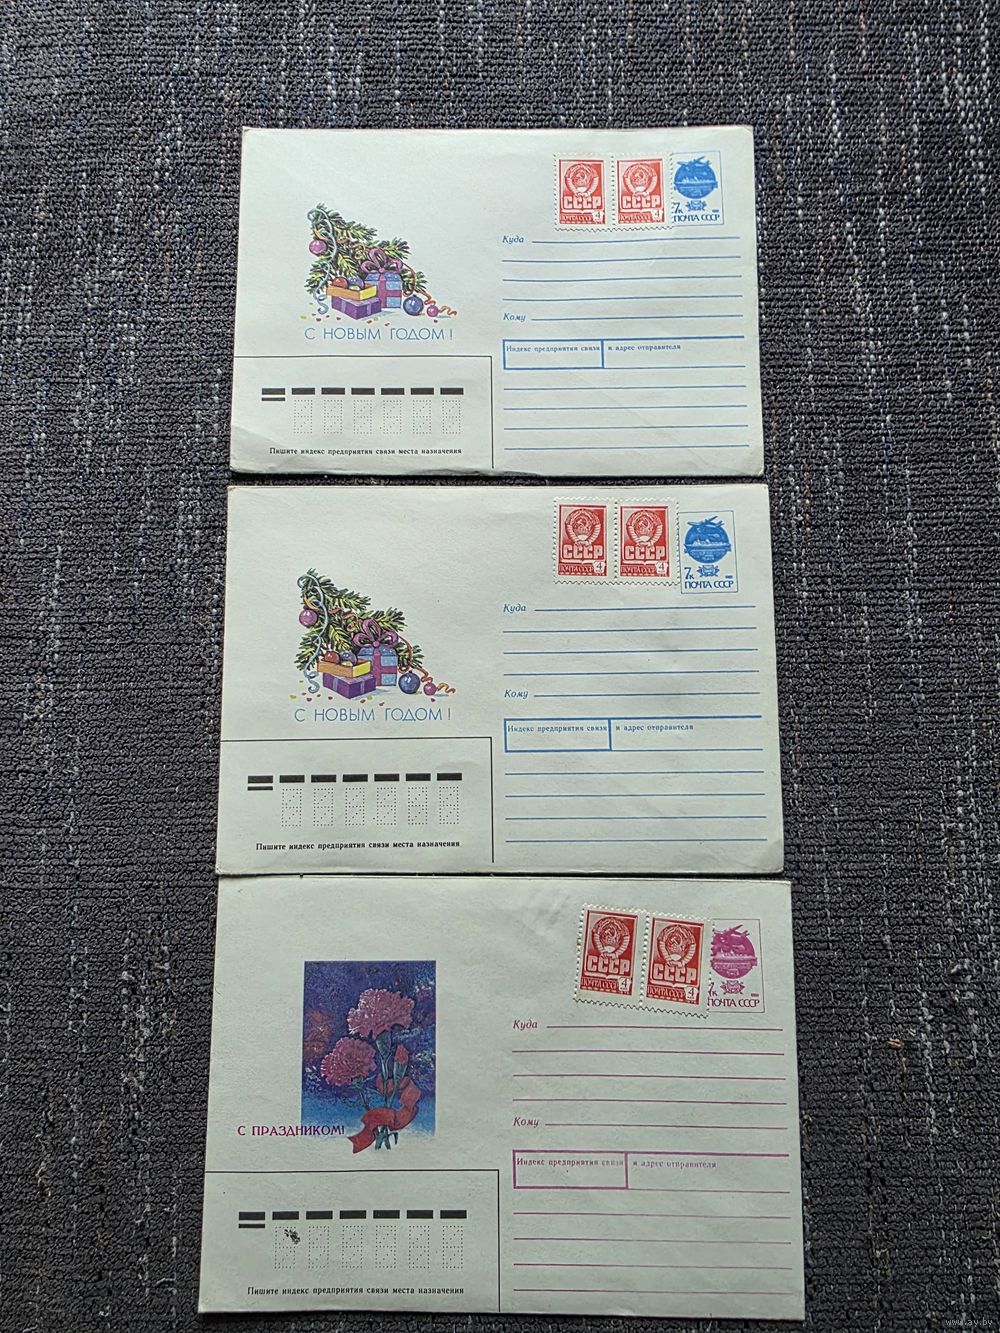 СССР СССР
ПОЧТА СССР 4 ПОЧТА СССР 4
7к
ПОЧТА СССР
Куда
С НОВЫМ ГОДОМ!
Кому
Индекс предприятия связи и адрес отправителя
Пишите индекс предприятия связи места назначения
СССР СССР
ПОЧТА СССР 4 ПОЧТА СССР 4
7к
ПОЧТА СССР
Куда
Кому
С НОВЫМ ГОДОМ!
Индекс предприятия связи и адрес отправителя
Пишите индекс предприятия связи места назначения
СССР СССР
ПОЧТА СССР 4 ПОЧТА СССР 4
7к
ПОЧТА СССР
Куда
Кому
С ПРАЗДНИКОМ!
Индекс предприятия связи и адрес отправителя
Пишите индекс предприятия связи места назначения
www.ay.by